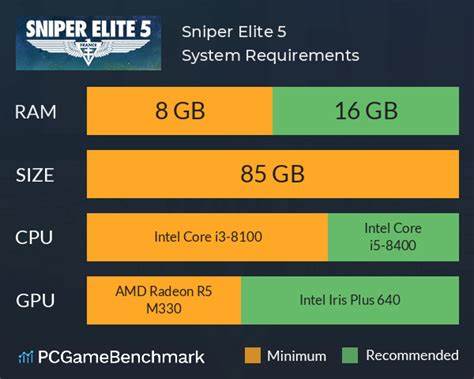 SNIPER ELITE 5
FRANCE
Sniper Elite 5
System Requirements
RAM
8 GB
16 GB
SIZE
85 GB
CPU
Intel Core i3-8100
Intel Core
i5-8400
GPU
AMD Radeon R5
M330
Intel Iris Plus 640
PCGameBenchmark
Minimum
Recommended